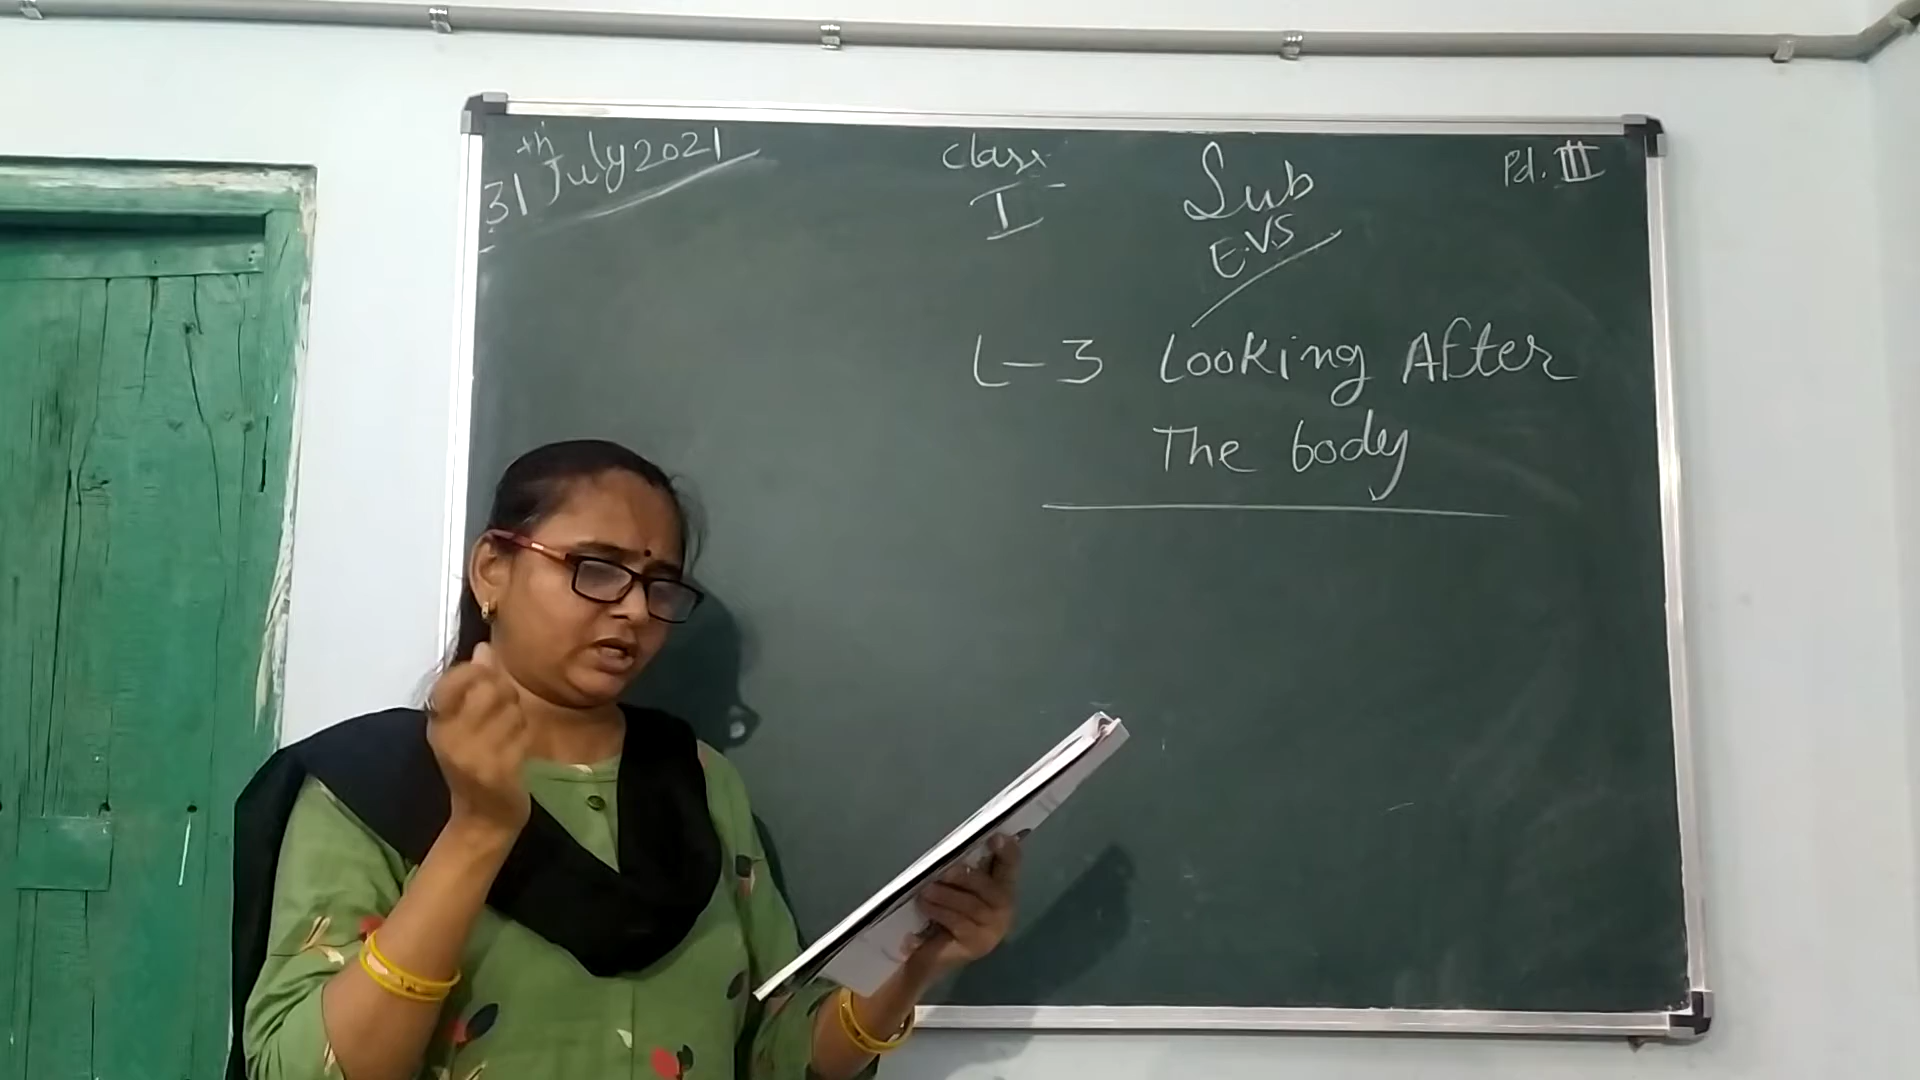 31th July 2021
Class
I
Sub
E.V.S
Pd. III
L-3 Looking After
The body